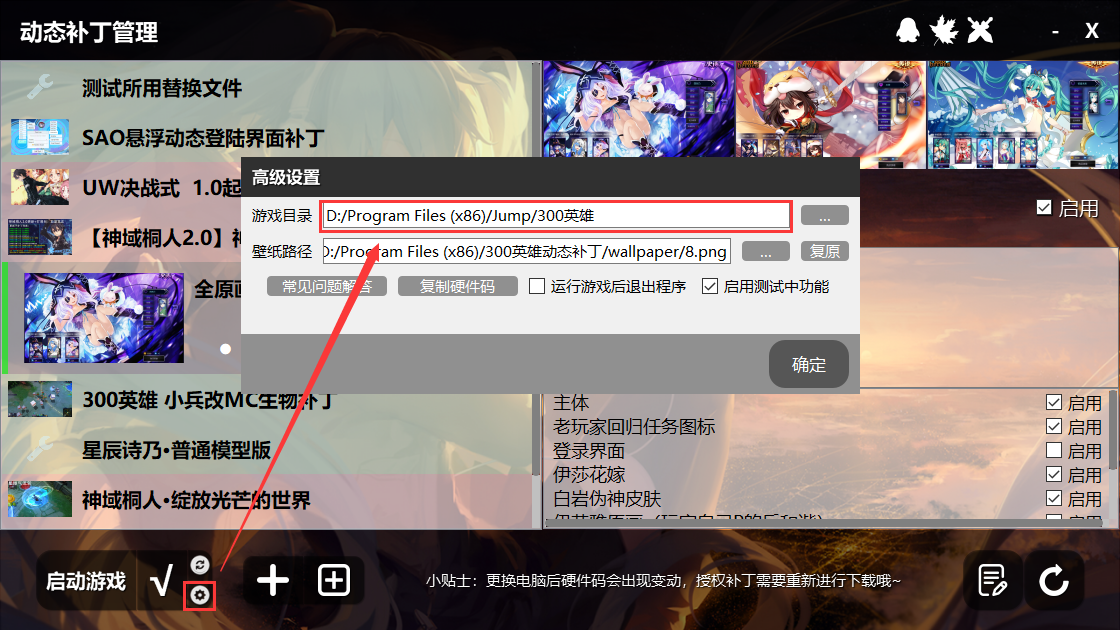 动态补丁管理
- X
测试所用替换文件
SAO悬浮动态登陆界面补丁
UW决战式 1.0起
【神域桐人2.0】神
启用
高级设置
游戏目录 D:/Program Files (x86)/Jump/300英雄 ...
壁纸路径 D:/Program Files (x86)/300英雄动态补丁/wallpaper/8.png ... 复原
常见问题解答 复制硬件码 运行游戏后退出程序 启用测试中功能
确定
全原画
300英雄 小兵改MC生物补丁
星辰诗乃·普通模型版
神域桐人·绽放光芒的世界
主体 启用
老玩家回归任务图标 启用
登录界面 启用
伊莎花嫁 启用
白岩伪神皮肤 启用
启动游戏 √
小贴士：更换电脑后硬件码会出现变动，授权补丁需要重新进行下载哦~